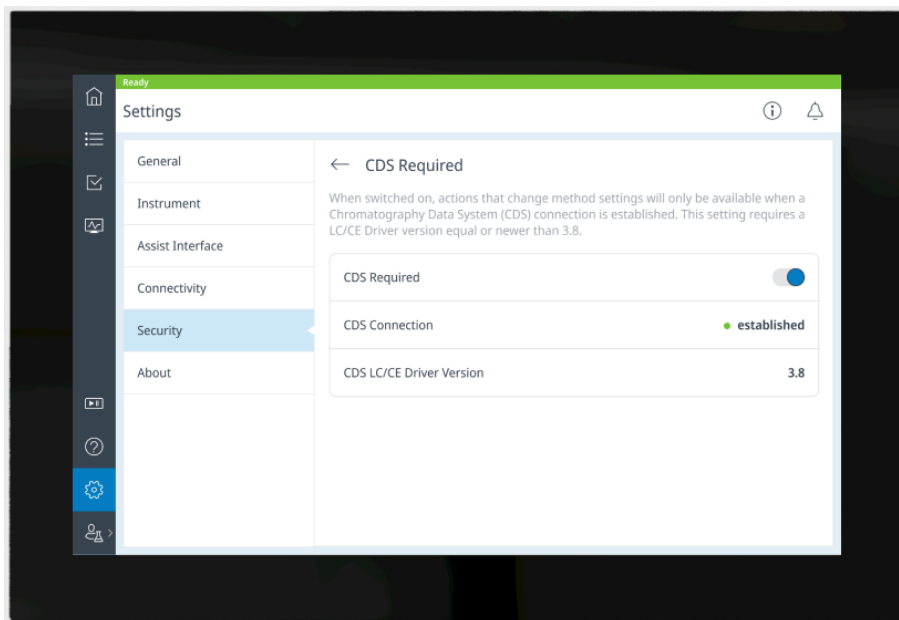 Ready
Settings
General
Instrument
Assist Interface
Connectivity
Security
About
CDS Required
When switched on, actions that change method settings will only be available when a
Chromatography Data System (CDS) connection is established. This setting requires a
LC/CE Driver version equal or newer than 3.8.
CDS Required
CDS Connection established
CDS LC/CE Driver Version 3.8